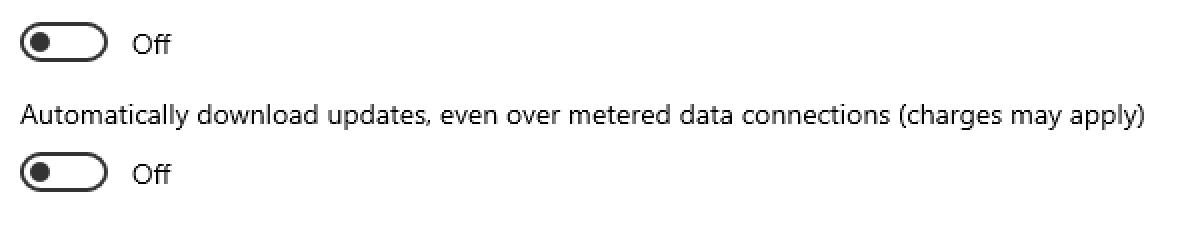 Off
Automatically download updates, even over metered data connections (charges may apply)
Off